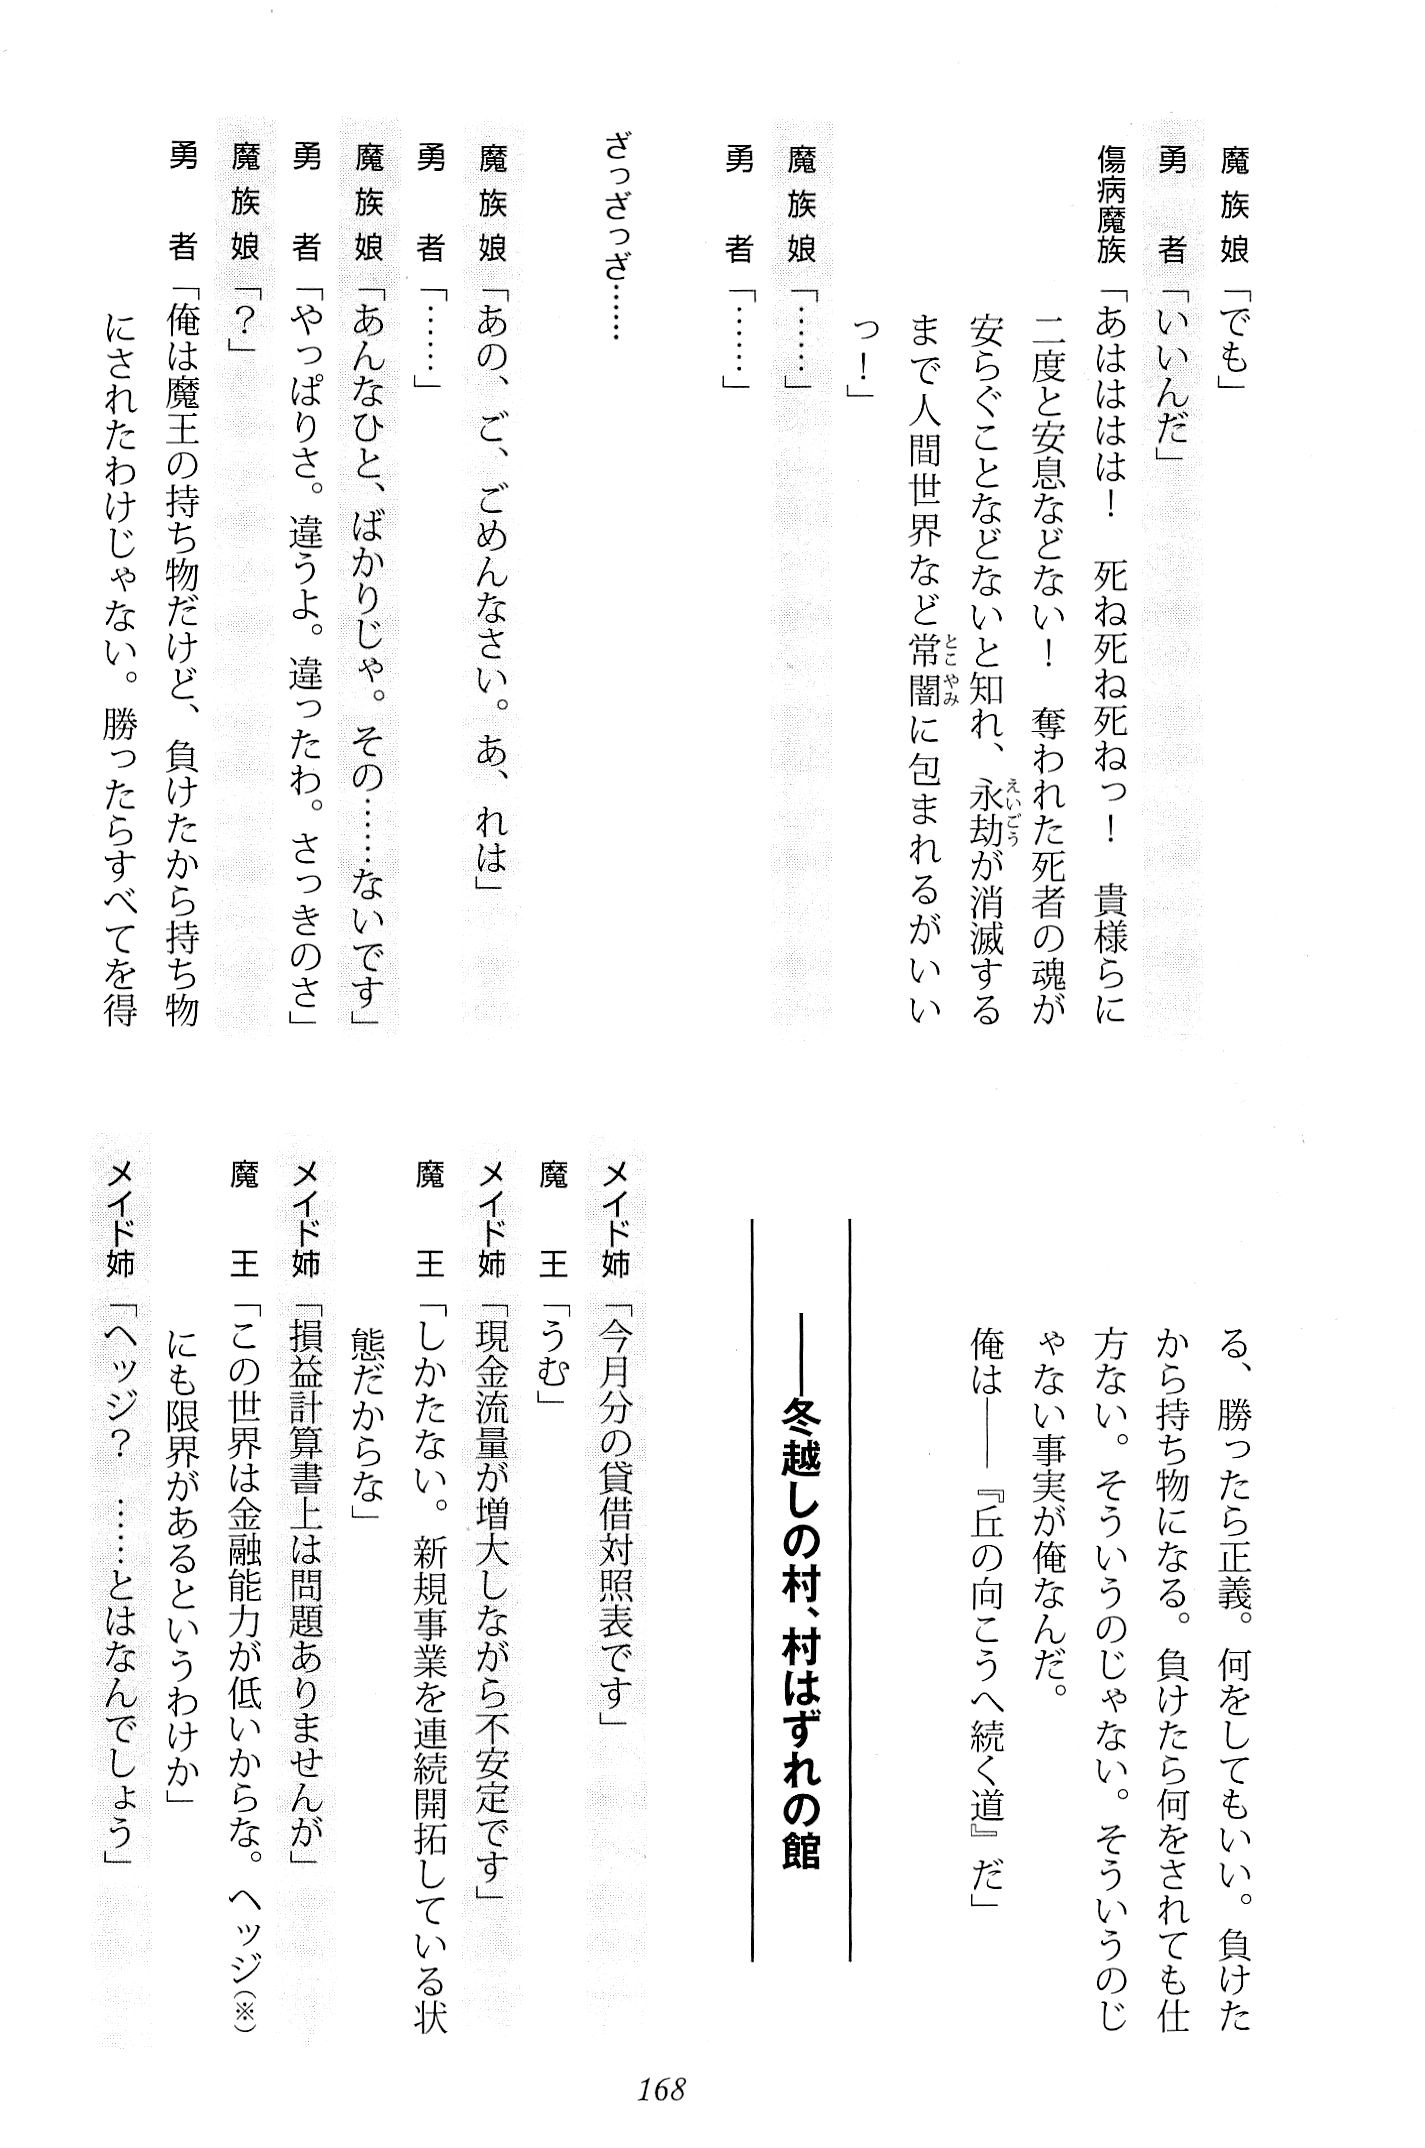 魔族娘「でも」
勇者「いいんだ」
傷病魔族「あはははは！　死ね死ね死ねっ！　貴様らに
二度と安息などない！　奪われた死者の魂が
安らぐことなどないと知れ、永劫が消滅する
まで人間世界など常闇に包まれるがいい
っ！」
魔族娘「……」
勇者「……」
ざっざっざ……
魔族娘「あの、ご、ごめんなさい。あ、れは」
勇者「……」
魔族娘「あんなひと、ばかりじゃ。その……ないです」
勇者「やっぱりさ。違うよ。違ったわ。さっきのさ」
魔族娘「？」
勇者「俺は魔王の持ち物だけど、負けたから持ち物
にされたわけじゃない。勝ったらすべてを得
る、勝ったら正義。何をしてもいい。負けた
から持ち物になる。負けたら何をされても仕
方ない。そういうのじゃない。そういうのじ
ゃない事実が俺なんだ。
俺は――『丘の向こうへ続く道』だ」
――冬越しの村、村はずれの館
メイド姉「今月分の貸借対照表です」
魔王「うむ」
メイド姉「現金流量が増大しながら不安定です」
魔王「しかたない。新規事業を連続開拓している状
態だからな」
メイド姉「損益計算書上は問題ありませんが」
魔王「この世界は金融能力が低いからな。ヘッジ（※）
にも限界があるというわけか」
メイド姉「ヘッジ？　……とはなんでしょう」
168